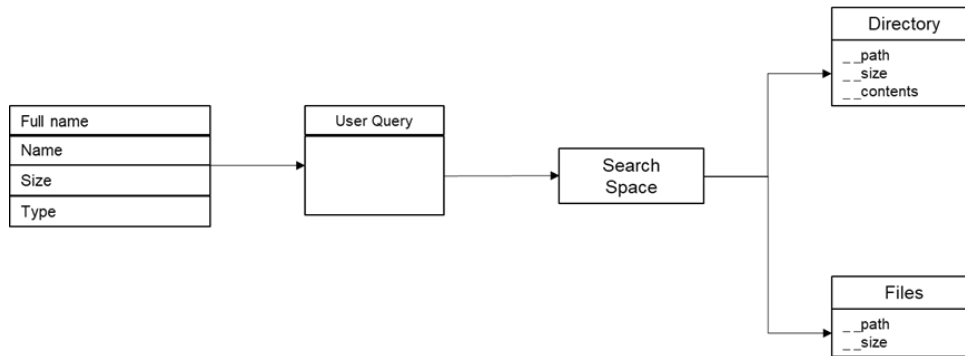 Full name
Name
Size
Type
User Query
Search
Space
Directory
_ _path
_ _size
_ _contents
Files
_ _path
_ _size